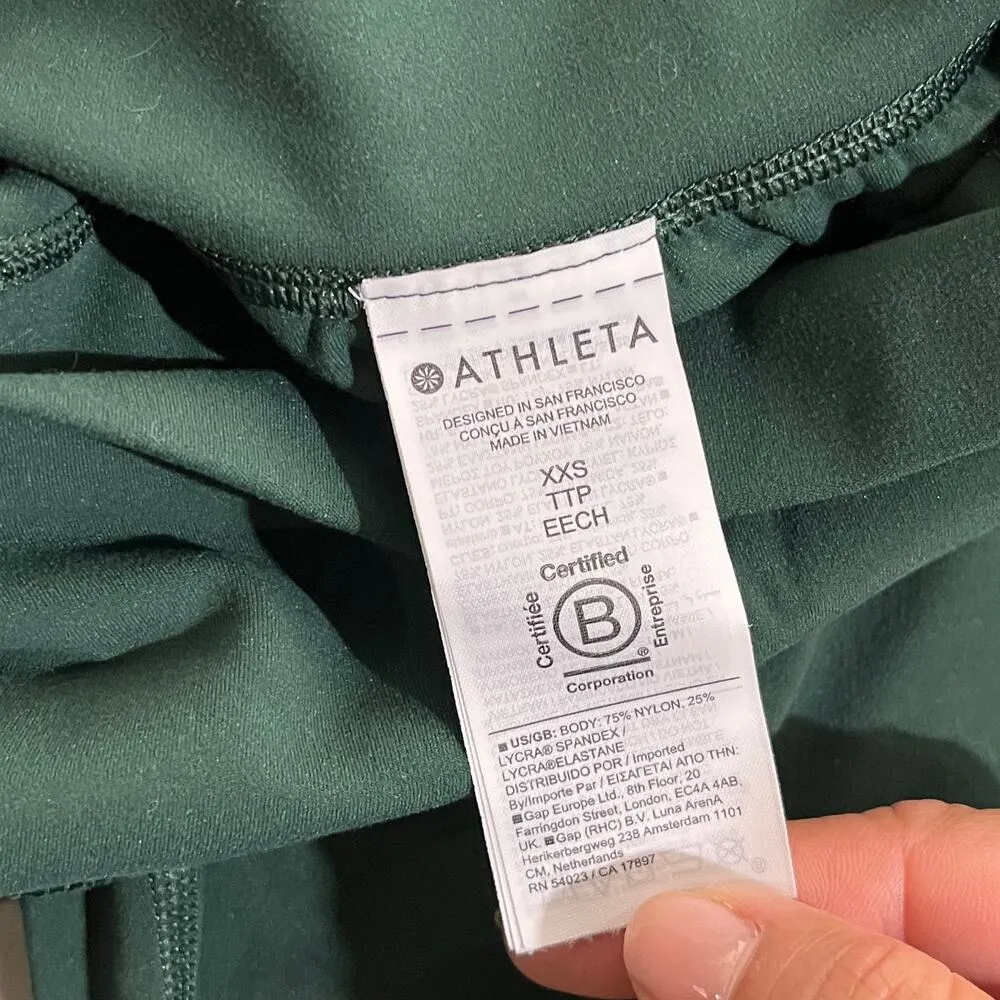 ATHLETA
DESIGNED IN SAN FRANCISCO
CONÇU À SAN FRANCISCO
MADE IN VIETNAM
XXS
TTP
EECH
Certified
Certifiée
B
Entreprise
®
Corporation
US/GB: BODY: 75% NYLON, 25%
LYCRA® SPANDEX /
LYCRA®ELASTANE
DISTRIBUIDO POR / Imported
By/Importe Par / ΕΙΣΑΓΕΤΑΙ ΑΠΟ ΤΗΝ:
Gap Europe Ltd., 8th Floor, 20
Farringdon Street, London, EC4A 4AB,
UK. Gap (RHC) B.V. Luna ArenA
Herikerbergweg 238 Amsterdam 1101
CM, Netherlands
RN 54023 / CA 17897